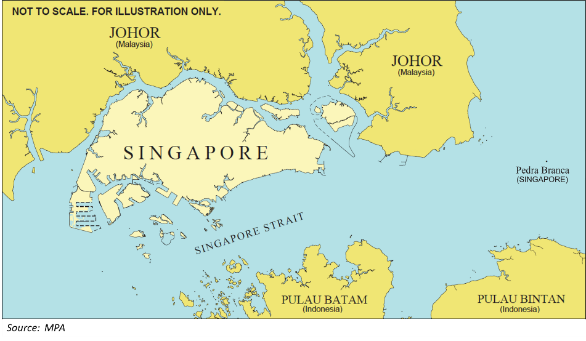 NOT TO SCALE. FOR ILLUSTRATION ONLY.
JOHOR
(Malaysia)
JOHOR
(Malaysia)
SINGAPORE
Pedra Branca
(SINGAPORE)
SINGAPORE STRAIT
PULAU BATAM
(Indonesia)
PULAU BINTAN
(Indonesia)
Source: MPA